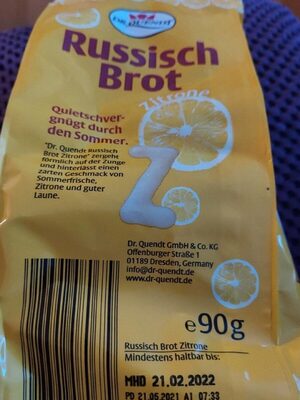 DR. QUENDT
Russisch
Brot
Zitrone
Quietschver-
gnügt durch
den Sommer.
"Dr. Quendt Russisch
Brot Zitrone" zergeht
förmlich auf der Zunge
und hinterlässt einen
zarten Geschmack von
Sommerfrische,
Zitrone und guter
Laune.
Z
Dr. Quendt GmbH & Co. KG
Offenburger Straße 1
01189 Dresden, Germany
info@dr-quendt.de
www.dr-quendt.de
e 90g
Russisch Brot Zitrone
Mindestens haltbar bis:
MHD 21.02.2022
PD 21.05.2021 A1 07:33